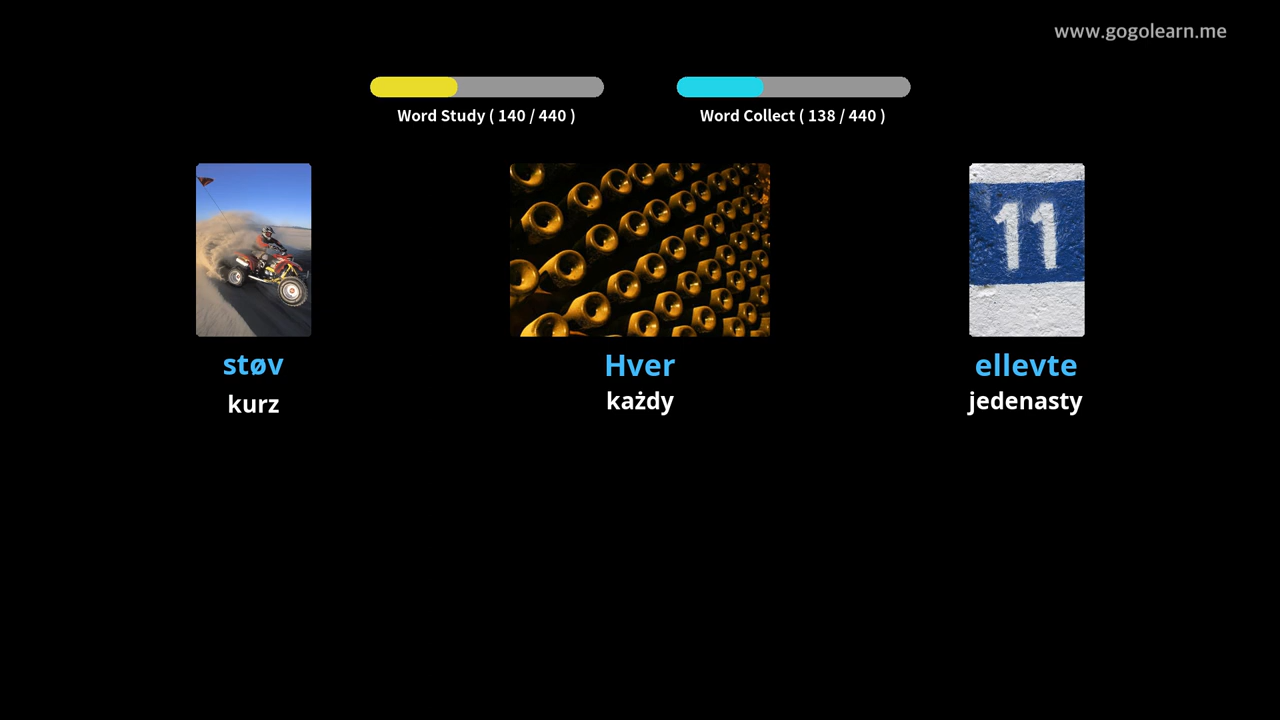 www.gogolearn.me
Word Study ( 140 / 440 )
Word Collect ( 138 / 440 )
11
støv
Hver
ellevte
kurz
każdy
jedenasty